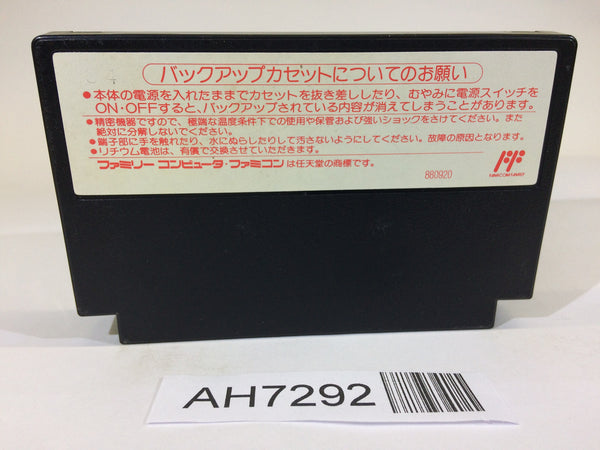 バックアップカセットについてのお願い
●本体の電源を入れたままでカセットを抜き差ししたり、むやみに電源スイッチを
ON・OFFすると、バックアップされている内容が消えてしまうことがあります。
●精密機器ですので、極端な温度条件下での使用や保管および強いショックをさけてください。また
絶対に分解しないでください。
●端子部に手を触れたり、水にぬらしたりして汚さないようにしてください。故障の原因となります。
●リチウム電池は、有償で交換させていただきます。
ファミリーコンピュータ・ファミコンは任天堂の商標です。
880920
AH7292